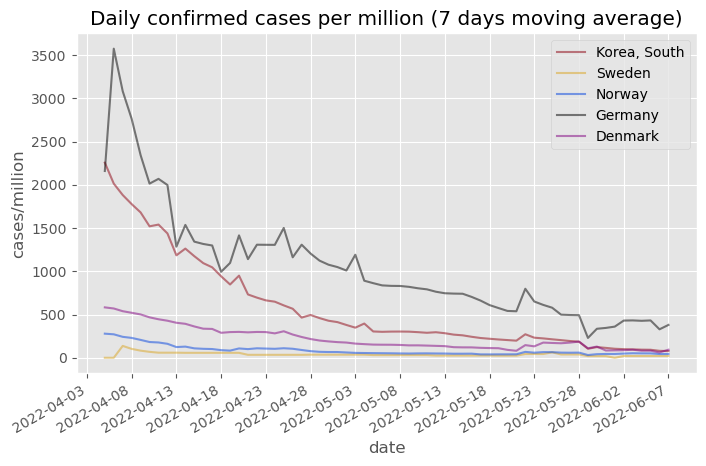 Daily confirmed cases per million (7 days moving average)
cases/million
3500
3000
2500
2000
1500
1000
500
0
Korea, South
Sweden
Norway
Germany
Denmark
2022-04-03
2022-04-08
2022-04-13
2022-04-18
2022-04-23
2022-04-28
2022-05-03
2022-05-08
2022-05-13
2022-05-18
2022-05-23
2022-05-28
2022-06-02
2022-06-07
date